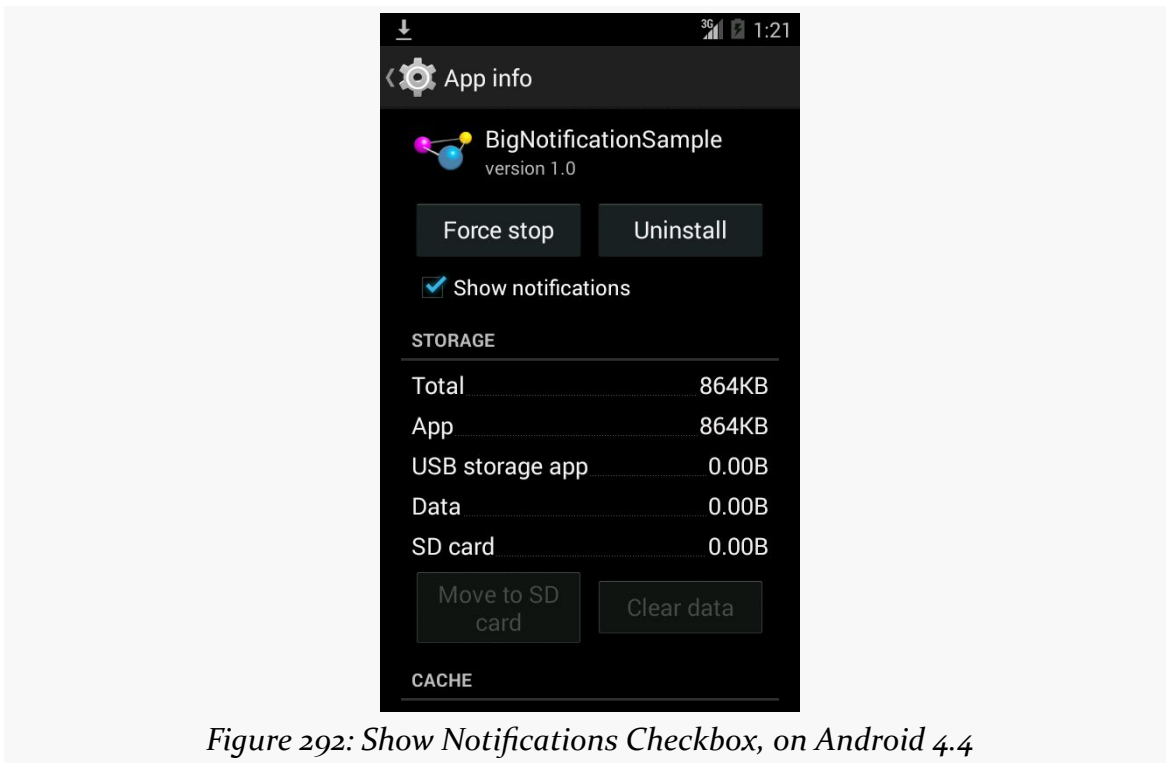 3G 1:21
App info
BigNotificationSample
version 1.0
Force stop Uninstall
Show notifications
STORAGE
Total 864KB
App 864KB
USB storage app 0.00B
Data 0.00B
SD card 0.00B
Move to SD
card
Clear data
CACHE
Figure 292: Show Notifications Checkbox, on Android 4.4